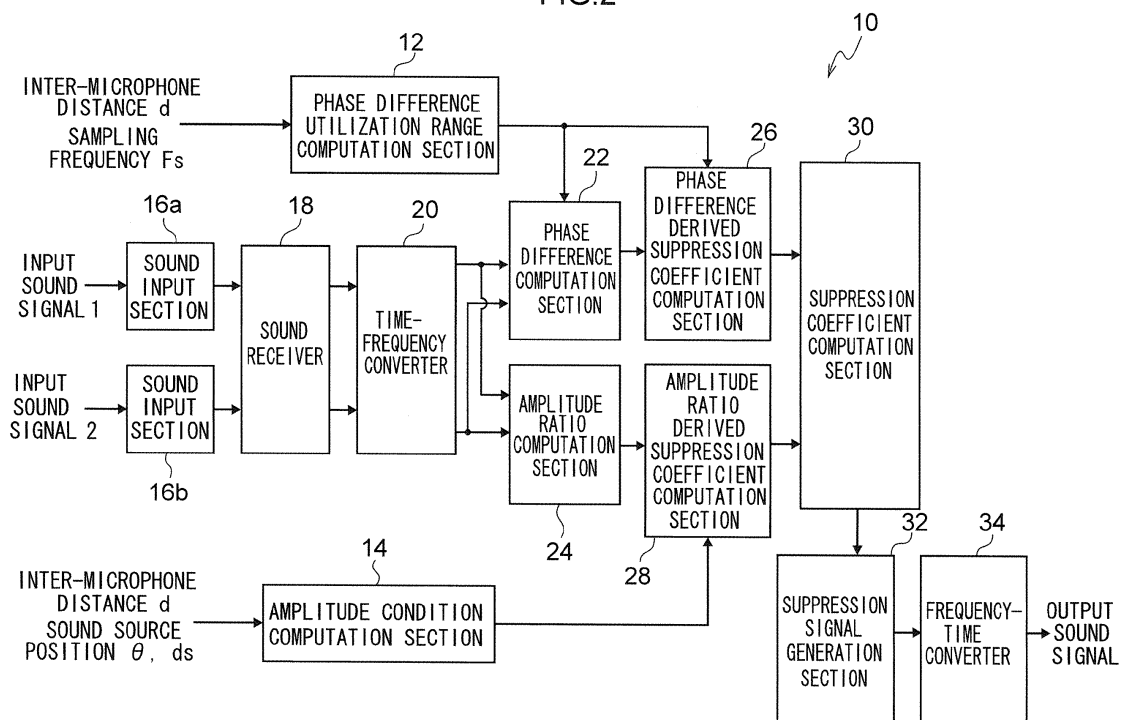 FIG.2
10
12
INTER-MICROPHONE
DISTANCE d
SAMPLING
FREQUENCY Fs
PHASE DIFFERENCE
UTILIZATION RANGE
COMPUTATION SECTION
26
30
22
PHASE
DIFFERENCE
DERIVED
SUPPRESSION
COEFFICIENT
COMPUTATION
SECTION
16a
18
20
PHASE
DIFFERENCE
COMPUTATION
SECTION
INPUT
SOUND
SIGNAL 1
SOUND
INPUT
SECTION
SOUND
RECEIVER
TIME-
FREQUENCY
CONVERTER
SUPPRESSION
COEFFICIENT
COMPUTATION
SECTION
INPUT
SOUND
SIGNAL 2
SOUND
INPUT
SECTION
16b
AMPLITUDE
RATIO
COMPUTATION
SECTION
24
AMPLITUDE
RATIO
DERIVED
SUPPRESSION
COEFFICIENT
COMPUTATION
SECTION
28
32
34
14
INTER-MICROPHONE
DISTANCE d
SOUND SOURCE
POSITION θ, ds
AMPLITUDE CONDITION
COMPUTATION SECTION
SUPPRESSION
SIGNAL
GENERATION
SECTION
FREQUENCY-
TIME
CONVERTER
OUTPUT
SOUND
SIGNAL